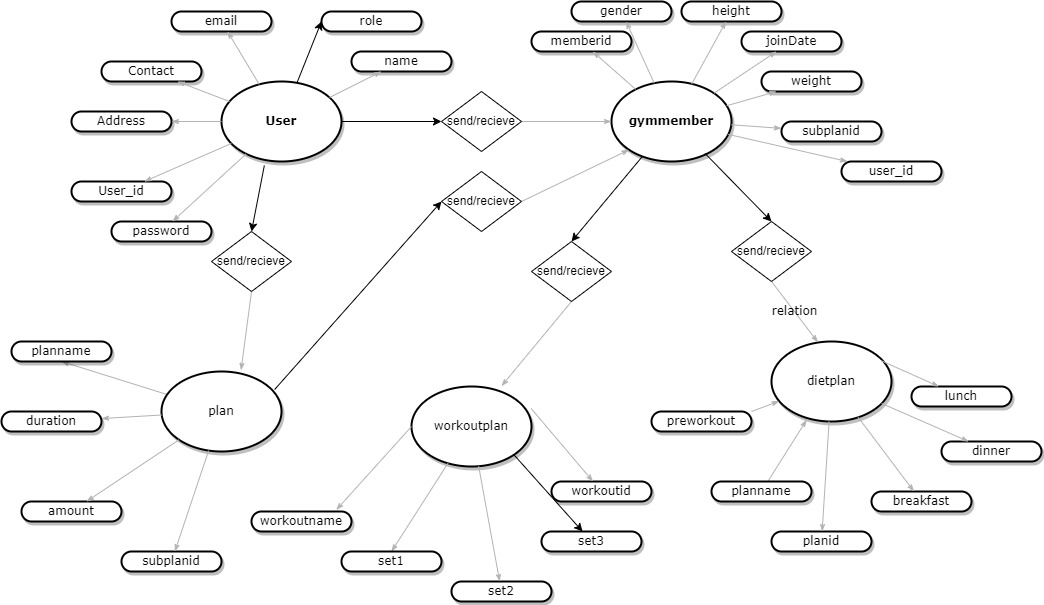 email
role
gender
height
memberid
joinDate
name
Contact
weight
Address
User
send/recieve
gymmember
subplanid
user_id
User_id
send/recieve
password
send/recieve
send/recieve
send/recieve
relation
planname
plan
duration
dietplan
lunch
preworkout
workoutplan
dinner
planname
breakfast
workoutid
amount
workoutname
set3
planid
subplanid
set1
set2